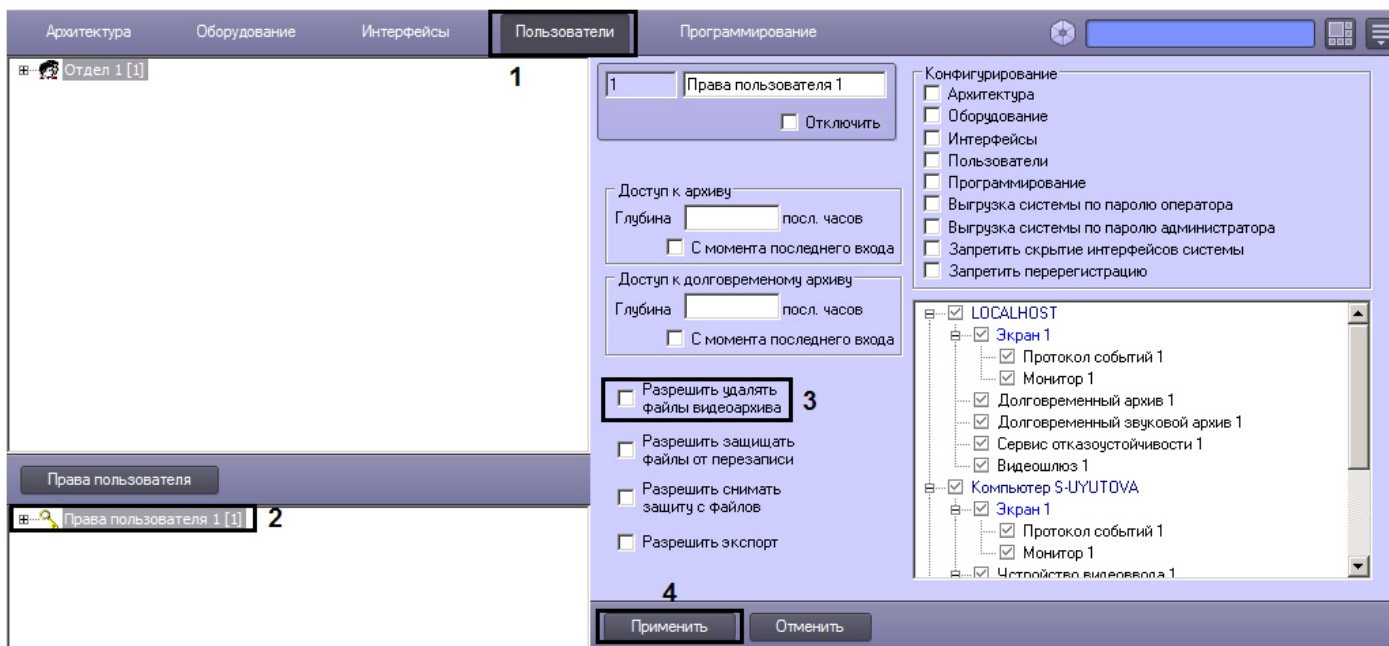 Архитектура
Оборудование
Интерфейсы
Пользователи
Программирование
1
Отдел 1 [1]
Права пользователя
Права пользователя 1 [1]
2
1
Права пользователя 1
Отключить
Доступ к архиву
Глубина
посл. часов
С момента последнего входа
Доступ к долговременому архиву
Глубина
посл. часов
С момента последнего входа
Разрешить удалять
файлы видеоархива
3
Разрешить защищать
файлы от перезаписи
Разрешить снимать
защиту с файлов
Разрешить экспорт
Конфигурирование
Архитектура
Оборудование
Интерфейсы
Пользователи
Программирование
Выгрузка системы по паролю оператора
Выгрузка системы по паролю администратора
Запретить скрытие интерфейсов системы
Запретить перерегистрацию
LOCALHOST
Экран 1
Протокол событий 1
Монитор 1
Долговременный архив 1
Долговременный звуковой архив 1
Сервис отказоустойчивости 1
Видеошлюз 1
Компьютер S-UYUTOVA
Экран 1
Протокол событий 1
Монитор 1
Устройство видеоввода 1
4
Применить
Отменить